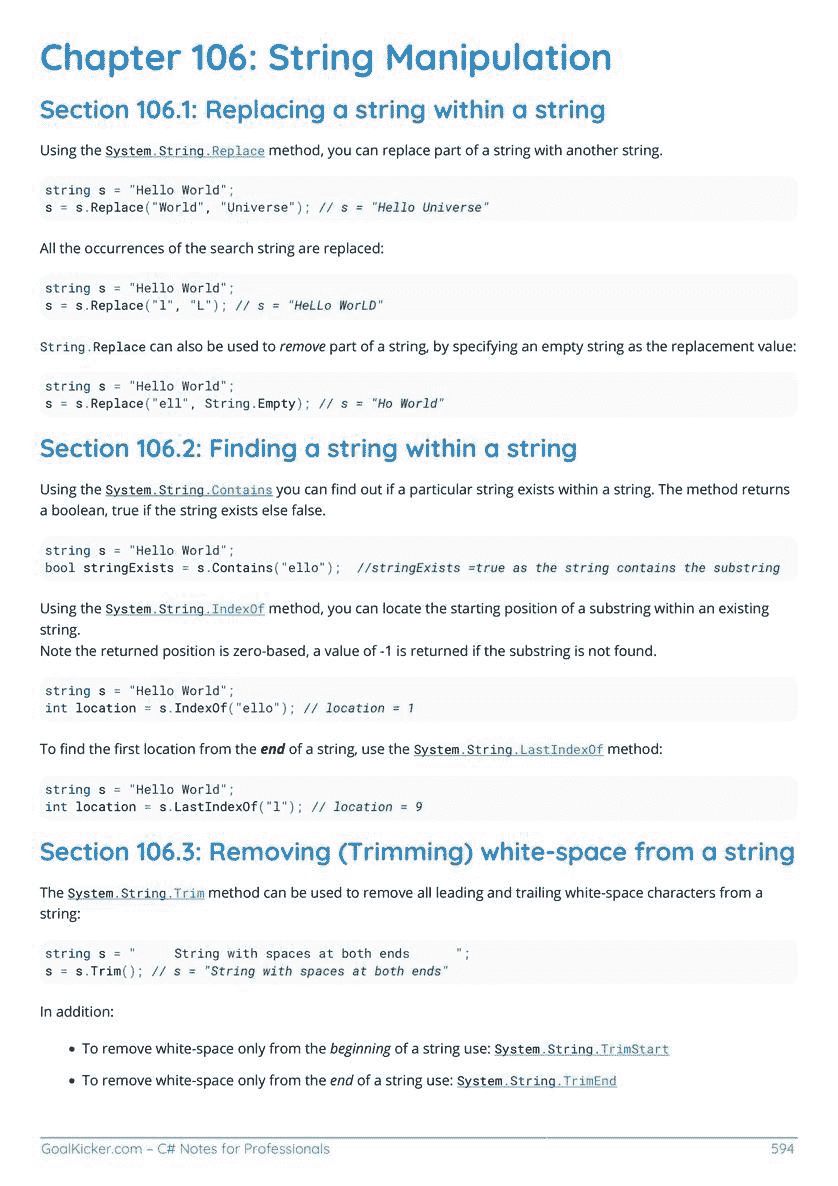 Chapter 106: String Manipulation
Section 106.1: Replacing a string within a string
Using the System.String.Replace method, you can replace part of a string with another string.
string s = "Hello World";
s = s.Replace("World", "Universe"); // s = "Hello Universe"
All the occurrences of the search string are replaced:
string s = "Hello World";
s = s.Replace("l", "L"); // s = "HeLLo WorLD"
String.Replace can also be used to remove part of a string, by specifying an empty string as the replacement value:
string s = "Hello World";
s = s.Replace("ell", String.Empty); // s = "Ho World"
Section 106.2: Finding a string within a string
Using the System.String.Contains you can find out if a particular string exists within a string. The method returns
a boolean, true if the string exists else false.
string s = "Hello World";
bool stringExists = s.Contains("ello");  //stringExists =true as the string contains the substring
Using the System.String.IndexOf method, you can locate the starting position of a substring within an existing
string.
Note the returned position is zero-based, a value of -1 is returned if the substring is not found.
string s = "Hello World";
int location = s.IndexOf("ello"); // location = 1
To find the first location from the end of a string, use the System.String.LastIndexOf method:
string s = "Hello World";
int location = s.LastIndexOf("l"); // location = 9
Section 106.3: Removing (Trimming) white-space from a string
The System.String.Trim method can be used to remove all leading and trailing white-space characters from a
string:
string s = "     String with spaces at both ends      ";
s = s.Trim(); // s = "String with spaces at both ends"
In addition:
• To remove white-space only from the beginning of a string use: System.String.TrimStart
• To remove white-space only from the end of a string use: System.String.TrimEnd
GoalKicker.com – C# Notes for Professionals 594